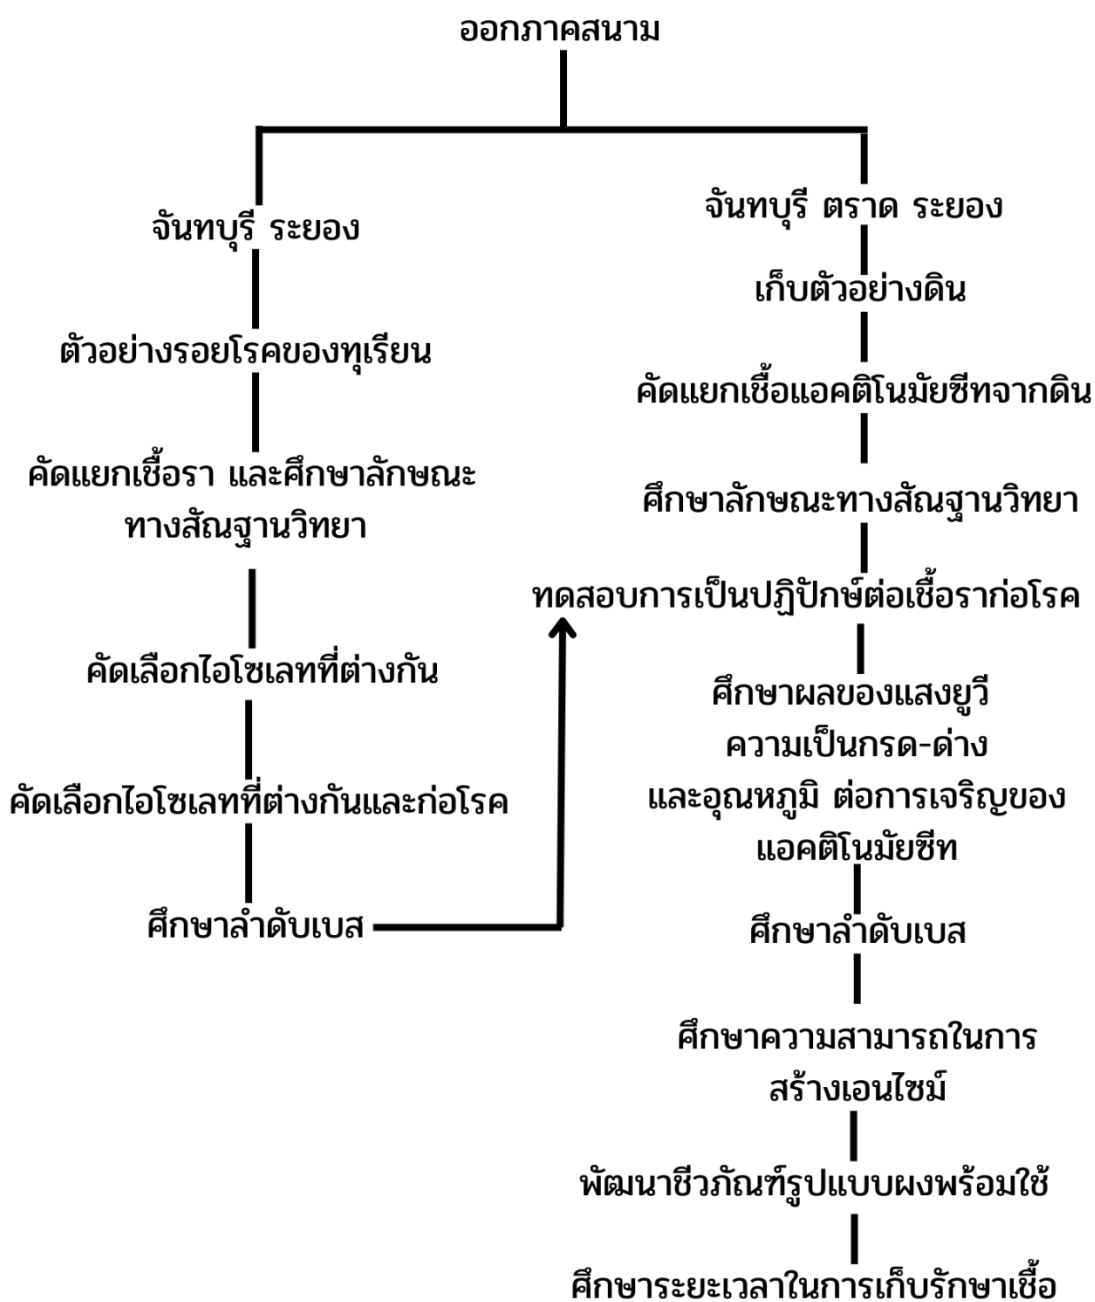 ออกภาคสนาม
จันทบุรี ระยอง
ตัวอย่างรอยโรคของทุเรียน
คัดแยกเชื้อรา และศึกษาลักษณะ
ทางสัณฐานวิทยา
คัดเลือกไอโซเลทที่ต่างกัน
คัดเลือกไอโซเลทที่ต่างกันและก่อโรค
ศึกษาลำดับเบส
จันทบุรี ตราด ระยอง
เก็บตัวอย่างดิน
คัดแยกเชื้อแอคติโนมัยซีทจากดิน
ศึกษาลักษณะทางสัณฐานวิทยา
ทดสอบการเป็นปฏิปักษ์ต่อเชื้อราก่อโรค
ศึกษาผลของแสงยูวี
ความเป็นกรด-ด่าง
และอุณหภูมิ ต่อการเจริญของ
แอคติโนมัยซีท
ศึกษาลำดับเบส
ศึกษาความสามารถในการ
สร้างเอนไซม์
พัฒนาชีวภัณฑ์รูปแบบผงพร้อมใช้
ศึกษาระยะเวลาในการเก็บรักษาเชื้อ